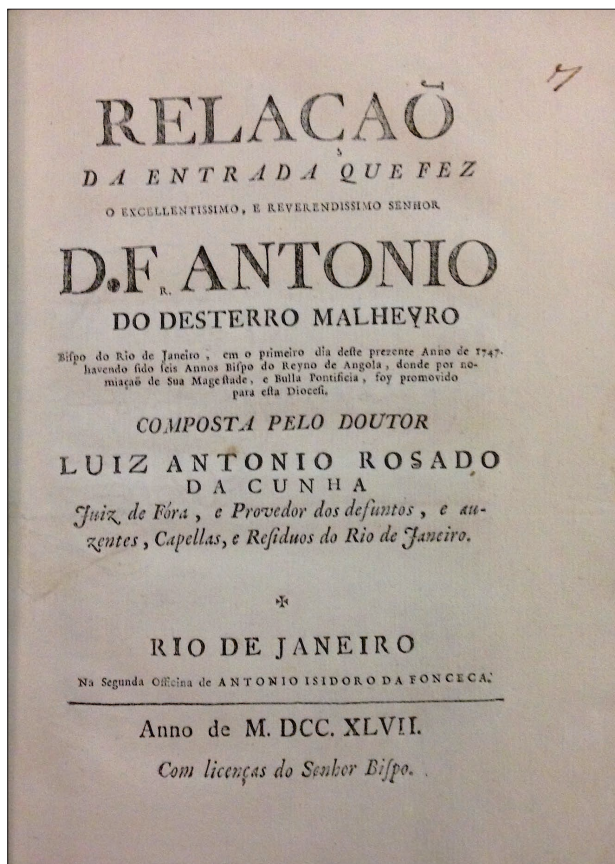 7
RELAÇAÕ
DA ENTRADA QUE FEZ
O EXCELLENTISSIMO, E REVERENDISSIMO SENHOR
D. Fr. ANTONIO
DO DESTERRO MALHEYRO
Biſpo do Rio de Janeiro, em o primeiro dia deſte prezente Anno de 1747.
havendo ſido ſeis Annos Biſpo do Reyno de Angola, donde por no-
miaçaõ de Sua Mageſtade, e Bulla Pontificia, foy promovido
para eſta Dioceſi.
COMPOSTA PELO DOUTOR
LUIZ ANTONIO ROSADO
DA CUNHA
Juiz de Fóra, e Provedor dos defuntos, e au-
zentes, Capellas, e Reſiduos do Rio de Janeiro.
RIO DE JANEIRO
Na Segunda Officina de ANTONIO ISIDORO DA FONCECA.
Anno de M. DCC. XLVII.
Com licenças do Senhor Biſpo.